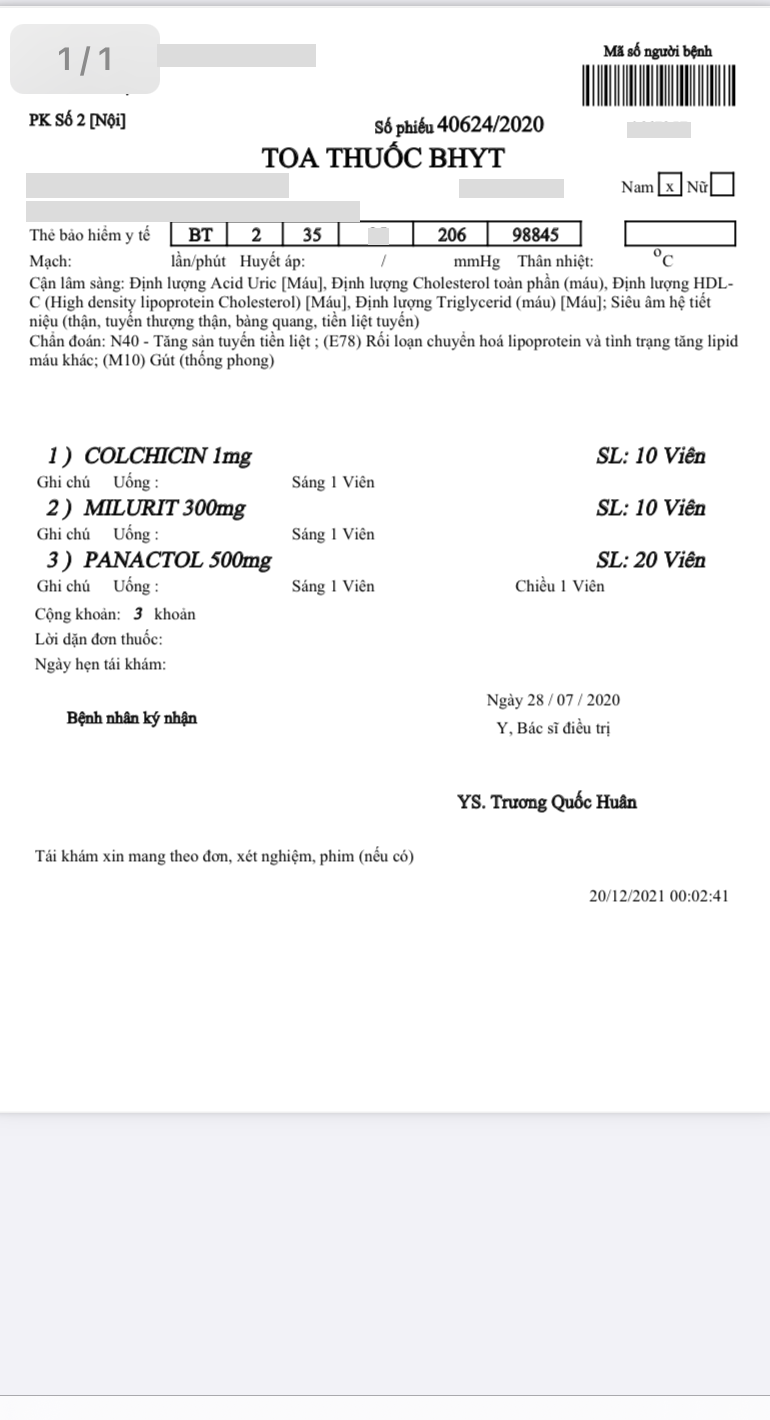 1/1
Mã số người bệnh
PK Số 2 [Nội]
Số phiếu 40624/2020
TOA THUỐC BHYT
Nam x Nữ
Thẻ bảo hiểm y tế BT 2 35 206 98845
Mạch: lần/phút Huyết áp: / mmHg Thân nhiệt: °C
Cận lâm sàng: Định lượng Acid Uric [Máu], Định lượng Cholesterol toàn phần (máu), Định lượng HDL-
C (High density lipoprotein Cholesterol) [Máu], Định lượng Triglycerid (máu) [Máu]; Siêu âm hệ tiết
niệu (thận, tuyến thượng thận, bàng quang, tiền liệt tuyến)
Chẩn đoán: N40 - Tăng sản tuyến tiền liệt ; (E78) Rối loạn chuyển hoá lipoprotein và tình trạng tăng lipid
máu khác; (M10) Gút (thống phong)
1 ) COLCHICIN 1mg SL: 10 Viên
Ghi chú Uống : Sáng 1 Viên
2 ) MILURIT 300mg SL: 10 Viên
Ghi chú Uống : Sáng 1 Viên
3 ) PANACTOL 500mg SL: 20 Viên
Ghi chú Uống : Sáng 1 Viên Chiều 1 Viên
Cộng khoản: 3 khoản
Lời dặn đơn thuốc:
Ngày hẹn tái khám:
Ngày 28 / 07 / 2020
Bệnh nhân ký nhận
Y, Bác sĩ điều trị
YS. Trương Quốc Huân
Tái khám xin mang theo đơn, xét nghiệm, phim (nếu có)
20/12/2021 00:02:41